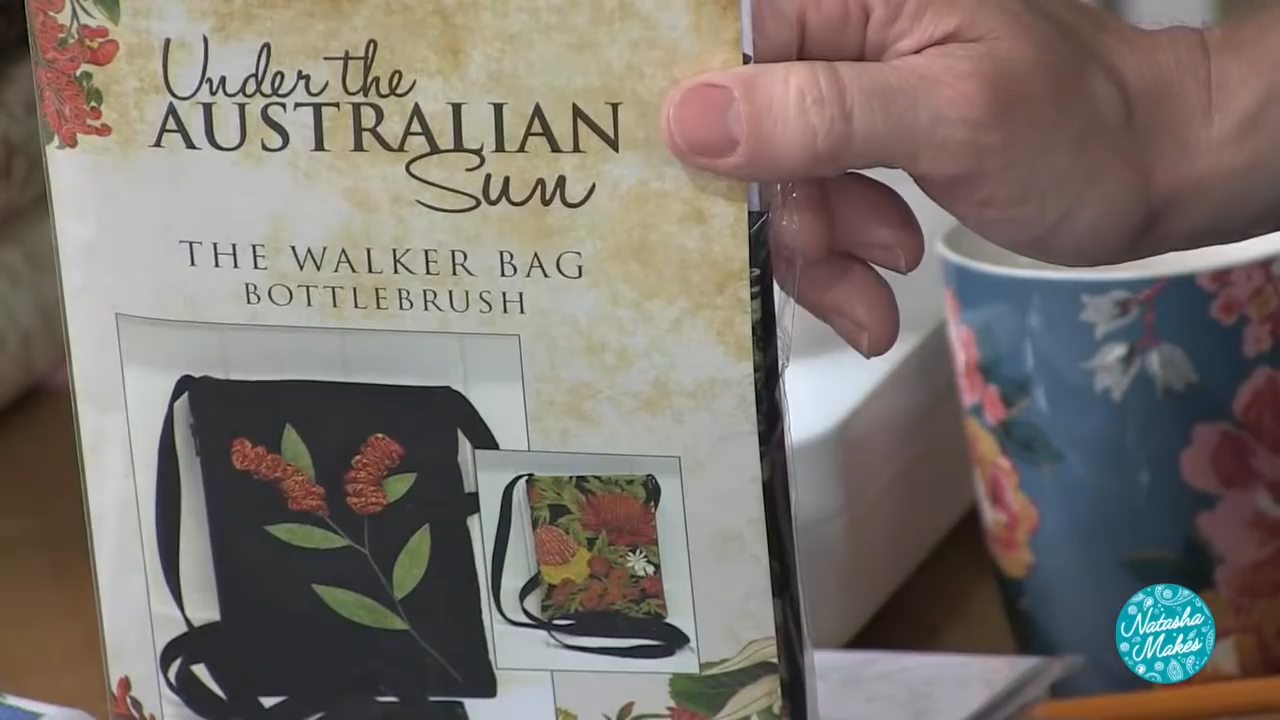 Under the
AUSTRALIAN
Sun
THE WALKER BAG
BOTTLEBRUSH
Natasha
Makes